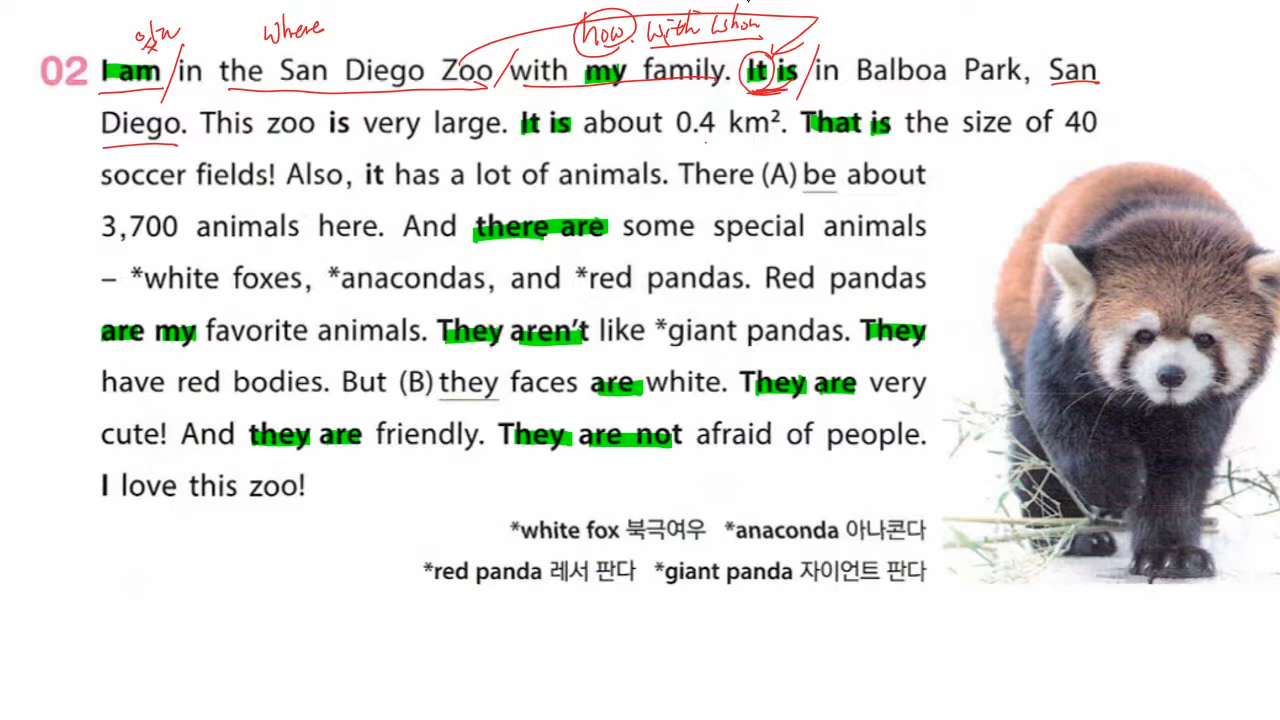 where
how. with whom
02 I am in the San Diego Zoo with my family. It is in Balboa Park, San
Diego. This zoo is very large. It is about 0.4 km². That is the size of 40
soccer fields! Also, it has a lot of animals. There (A) be about
3,700 animals here. And there are some special animals
– *white foxes, *anacondas, and *red pandas. Red pandas
are my favorite animals. They aren't like *giant pandas. They
have red bodies. But (B) they faces are white. They are very
cute! And they are friendly. They are not afraid of people.
I love this zoo!
*white fox 북극여우 *anaconda 아나콘다
*red panda 레서 판다 *giant panda 자이언트 판다